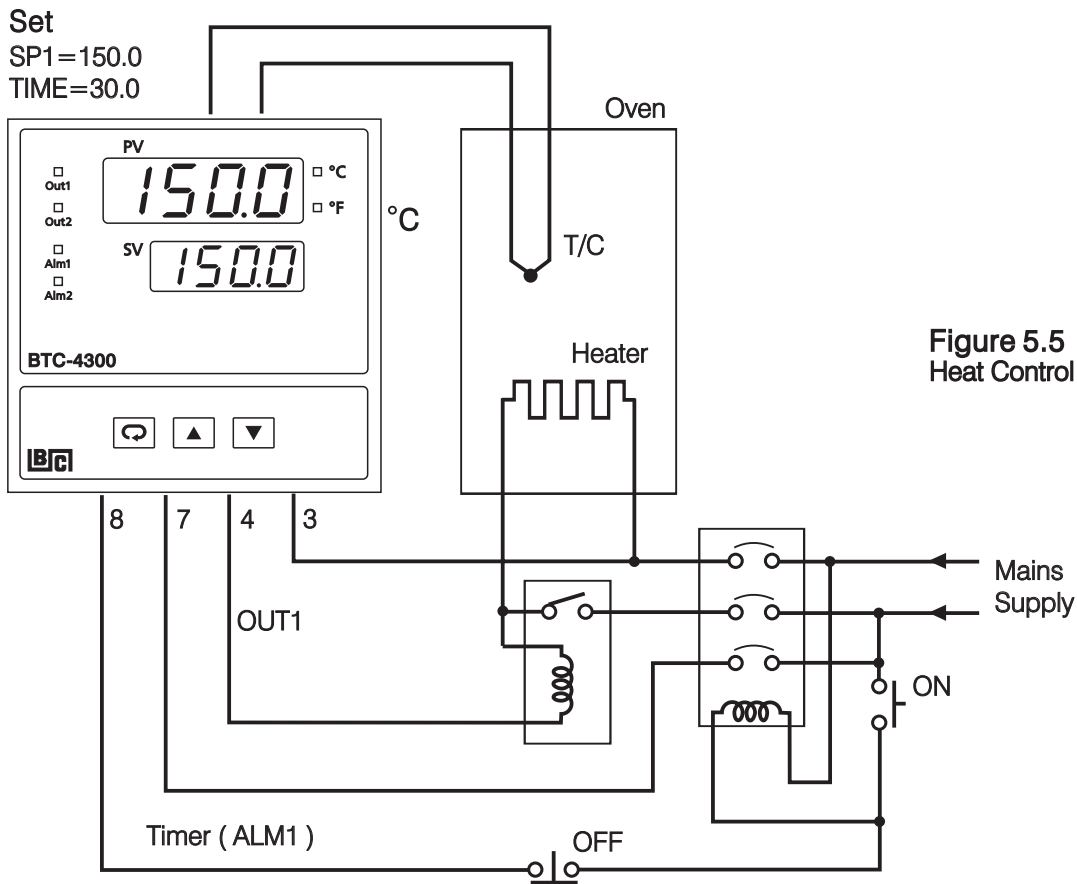 Set
SP1=150.0
TIME=30.0
Oven
PV
150.0
°C
°F
Out1
Out2
°C
SV
150.0
Alm1
Alm2
T/C
BTC-4300
Heater
Figure 5.5
Heat Control
BC
8
7
4
3
Mains
Supply
OUT1
ON
Timer ( ALM1 )
OFF